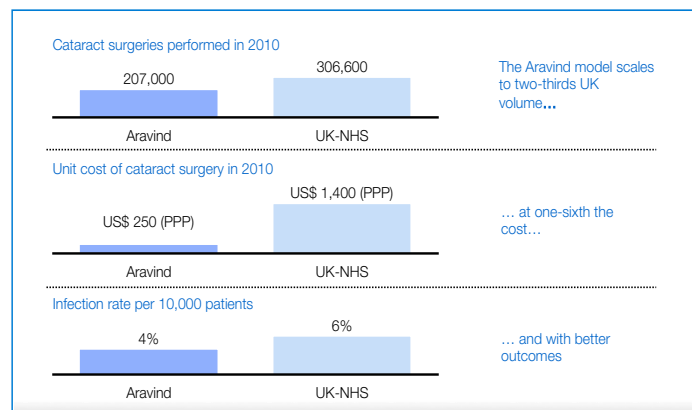 Cataract surgeries performed in 2010
207,000
306,600
Aravind
UK-NHS
The Aravind model scales
to two-thirds UK
volume...
Unit cost of cataract surgery in 2010
US$ 250 (PPP)
US$ 1,400 (PPP)
Aravind
UK-NHS
... at one-sixth the
cost...
Infection rate per 10,000 patients
4%
6%
Aravind
UK-NHS
... and with better
outcomes